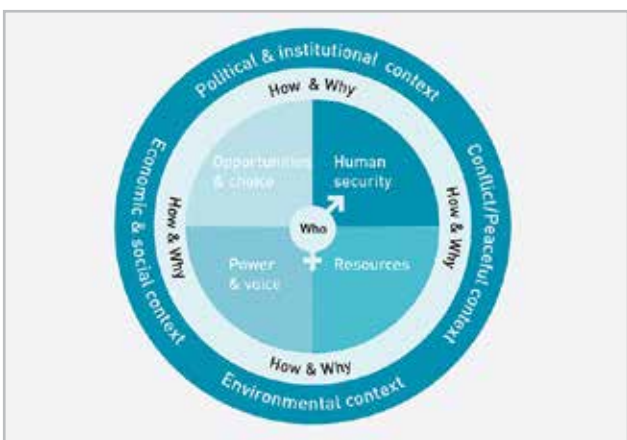 Political & institutional context
How & Why
Opportunities
& choice
Human
security
Economic & social context
How & Why
Who
How & Why
Conflict/Peaceful context
Power
& voice
Resources
How & Why
Environmental context